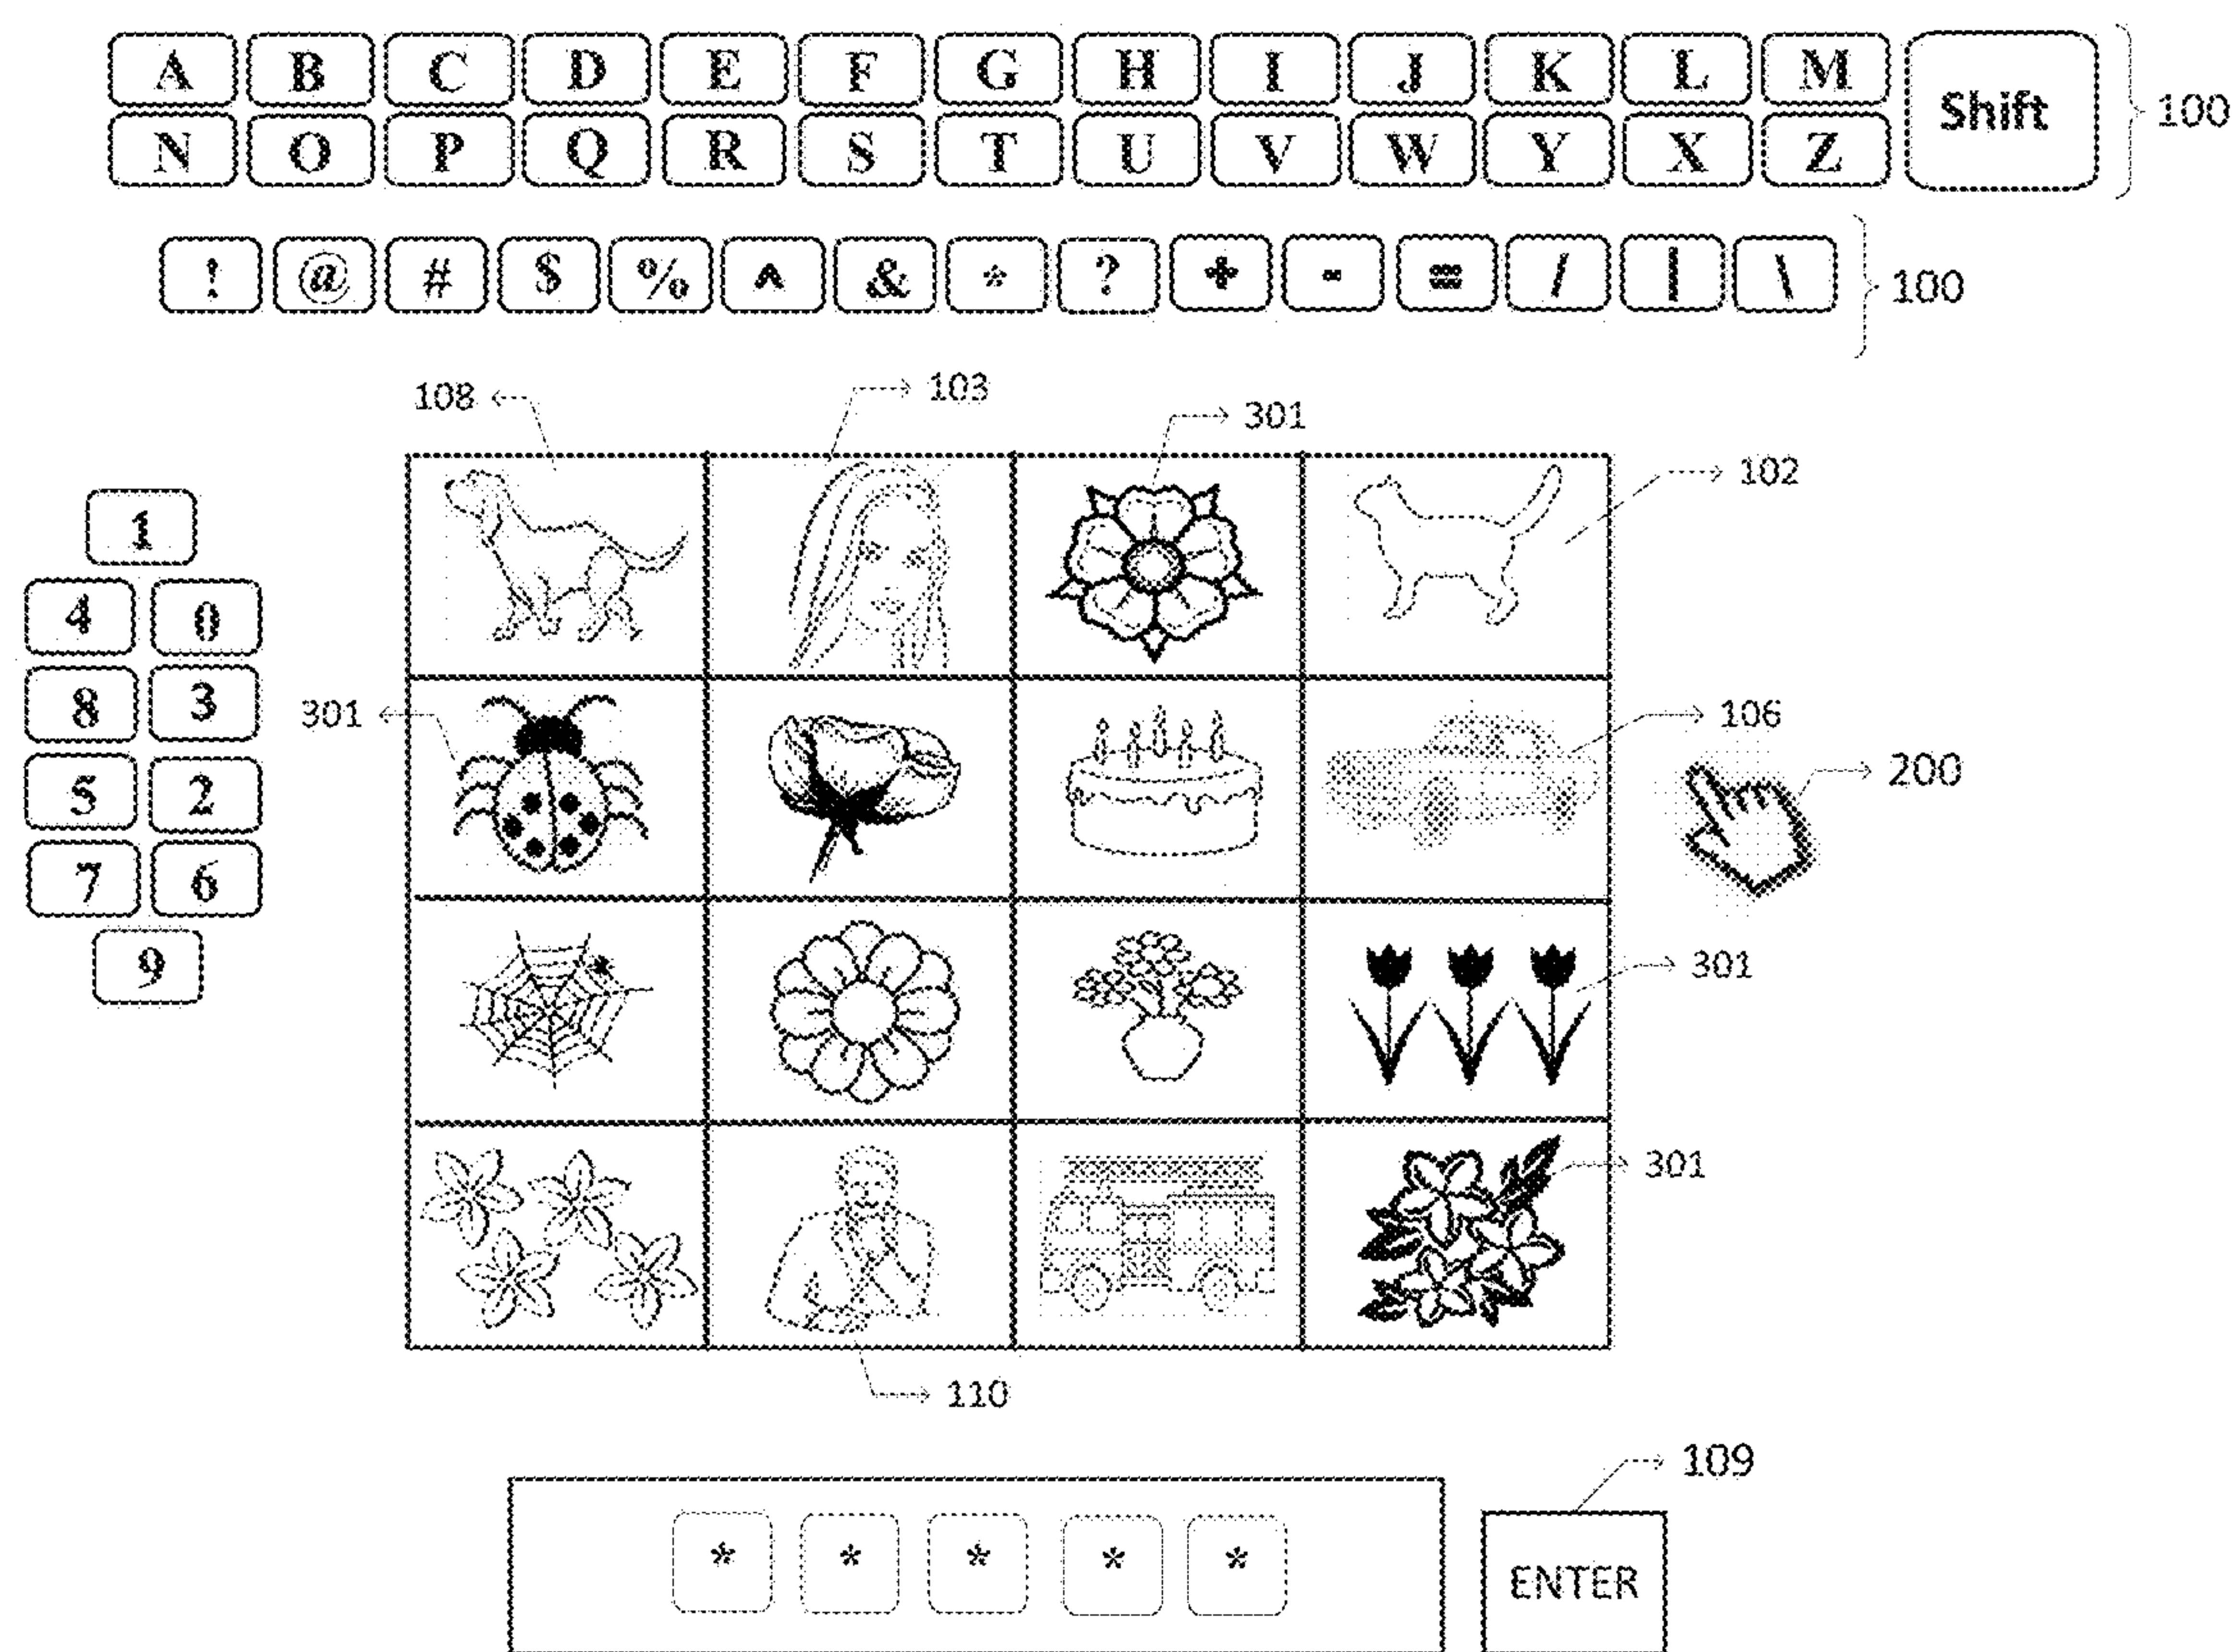 A B C D E F G H I J K L M Shift 100
N O P Q R S T U V W Y X Z
! @ # $ % ^ & * ? + - = / | \ 100
108 103 301 102
1
4 0
8 3
5 2
7 6
9
301 106 200
301
301
110
109
* * * * * ENTER